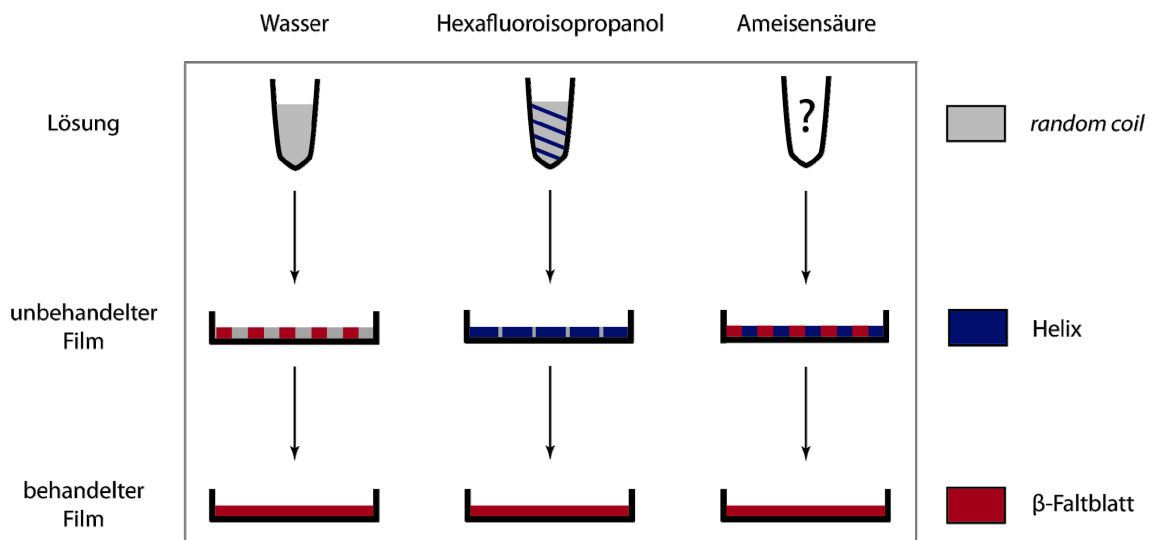 Wasser
Hexafluoroisopropanol
Ameisensäure
Lösung
?
random coil
unbehandelter
Film
Helix
behandelter
Film
β-Faltblatt